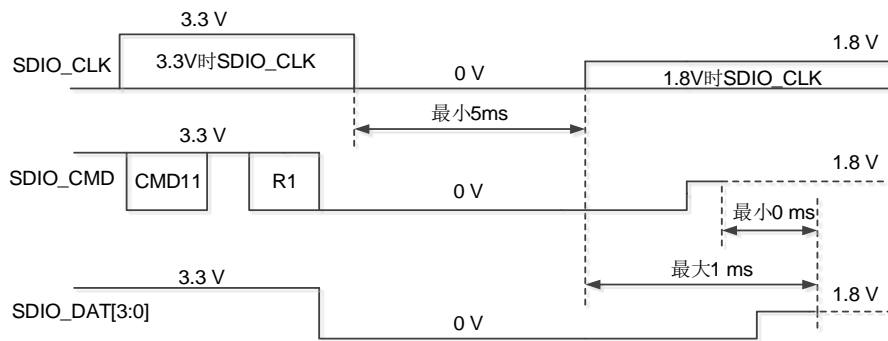 3.3 V
1.8 V
SDIO_CLK
3.3V时SDIO_CLK
0 V
1.8V时SDIO_CLK
最小5ms
3.3 V
1.8 V
SDIO_CMD
CMD11
R1
0 V
最小0 ms
最大1 ms
3.3 V
1.8 V
SDIO_DAT[3:0]
0 V